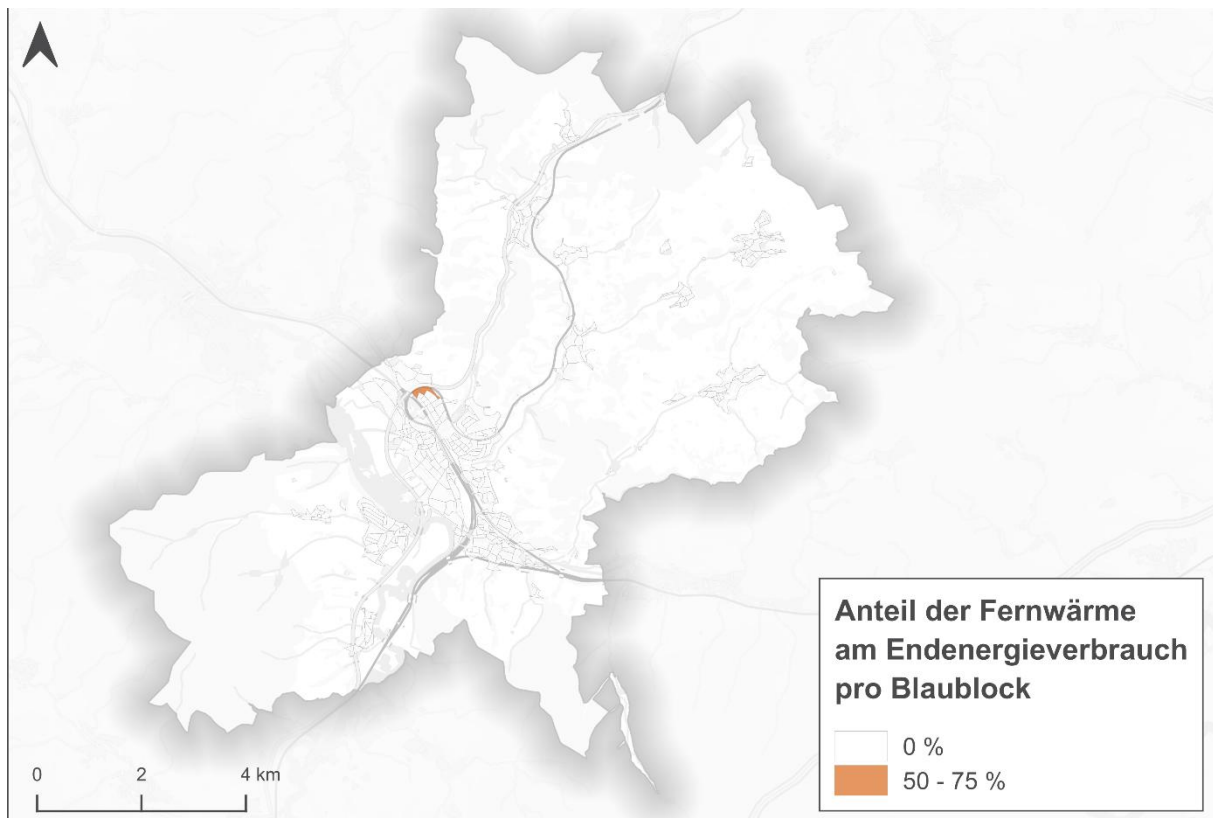 Anteil der Fernwärme
am Endenergieverbrauch
pro Blaublock
0 %
50 - 75 %
0 2 4 km